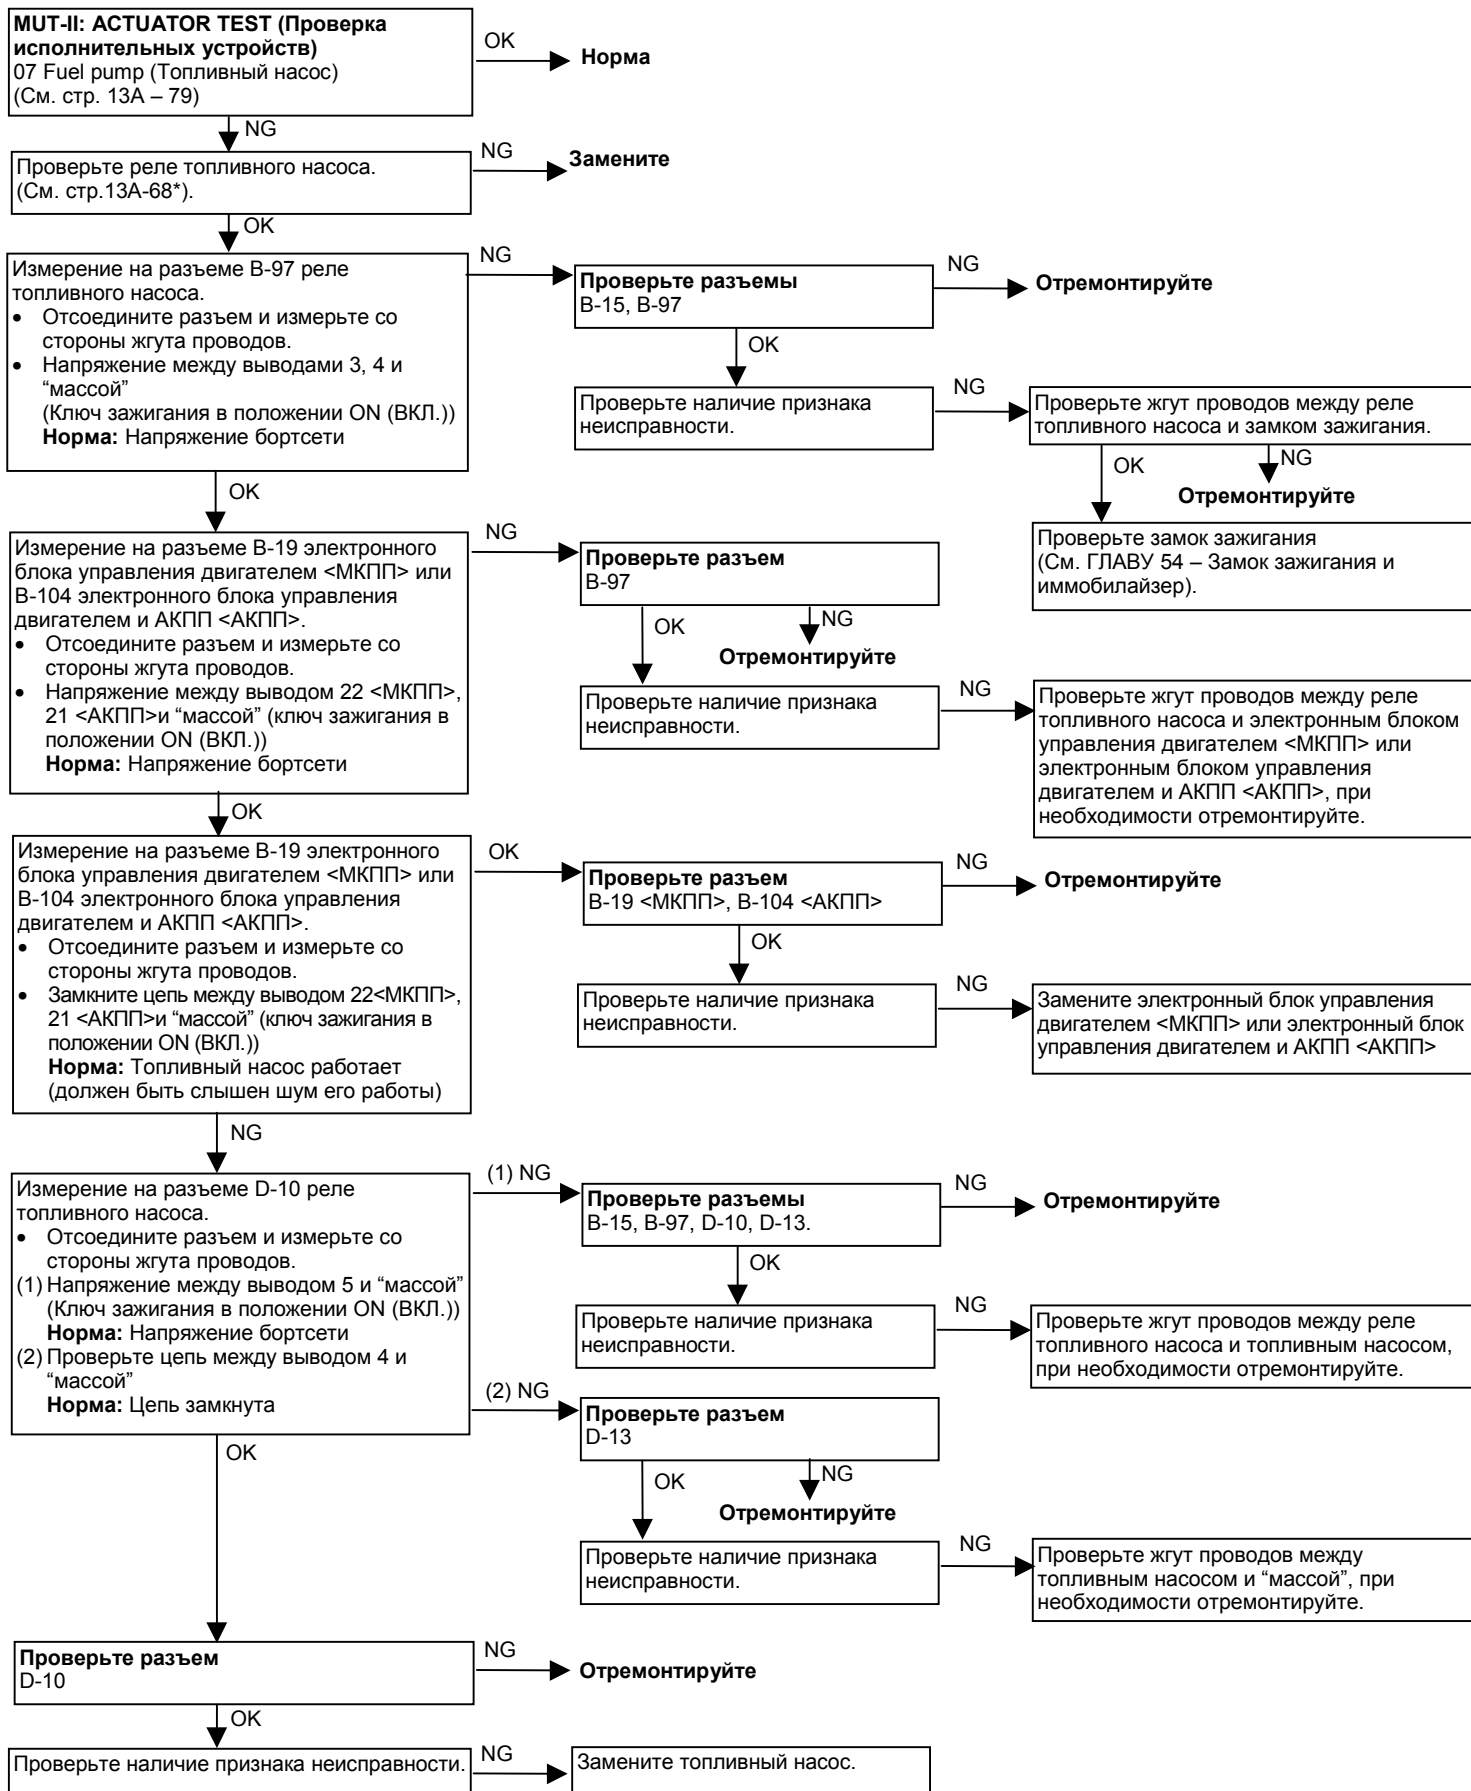 MUT-II: ACTUATOR TEST (Проверка
исполнительных устройств)
07 Fuel pump (Топливный насос)
(См. стр. 13A – 79)
OK
Норма
NG
Проверьте реле топливного насоса.
(См. стр.13A-68*).
NG
Замените
OK
Измерение на разъеме B-97 реле
топливного насоса.
• Отсоедините разъем и измерьте со
стороны жгута проводов.
• Напряжение между выводами 3, 4 и
“массой”
(Ключ зажигания в положении ON (ВКЛ.))
Норма: Напряжение бортсети
NG
Проверьте разъемы
B-15, B-97
NG
Отремонтируйте
OK
Проверьте наличие признака
неисправности.
NG
Проверьте жгут проводов между реле
топливного насоса и замком зажигания.
OK
NG
Отремонтируйте
Проверьте замок зажигания
(См. ГЛАВУ 54 – Замок зажигания и
иммобилайзер).
OK
Измерение на разъеме B-19 электронного
блока управления двигателем <МКПП> или
B-104 электронного блока управления
двигателем и АКПП <АКПП>.
• Отсоедините разъем и измерьте со
стороны жгута проводов.
• Напряжение между выводом 22 <МКПП>,
21 <АКПП>и “массой” (ключ зажигания в
положении ON (ВКЛ.))
Норма: Напряжение бортсети
NG
Проверьте разъем
B-97
OK
NG
Отремонтируйте
Проверьте наличие признака
неисправности.
NG
Проверьте жгут проводов между реле
топливного насоса и электронным блоком
управления двигателем <МКПП> или
электронным блоком управления
двигателем и АКПП <АКПП>, при
необходимости отремонтируйте.
OK
Измерение на разъеме B-19 электронного
блока управления двигателем <МКПП> или
B-104 электронного блока управления
двигателем и АКПП <АКПП>.
• Отсоедините разъем и измерьте со
стороны жгута проводов.
• Замкните цепь между выводом 22<МКПП>,
21 <АКПП>и “массой” (ключ зажигания в
положении ON (ВКЛ.))
Норма: Топливный насос работает
(должен быть слышен шум его работы)
OK
Проверьте разъем
B-19 <МКПП>, B-104 <АКПП>
NG
Отремонтируйте
OK
Проверьте наличие признака
неисправности.
NG
Замените электронный блок управления
двигателем <МКПП> или электронный блок
управления двигателем и АКПП <АКПП>
NG
Измерение на разъеме D-10 реле
топливного насоса.
• Отсоедините разъем и измерьте со
стороны жгута проводов.
(1) Напряжение между выводом 5 и “массой”
(Ключ зажигания в положении ON (ВКЛ.))
Норма: Напряжение бортсети
(2) Проверьте цепь между выводом 4 и
“массой”
Норма: Цепь замкнута
(1) NG
Проверьте разъемы
B-15, B-97, D-10, D-13.
NG
Отремонтируйте
OK
Проверьте наличие признака
неисправности.
NG
Проверьте жгут проводов между реле
топливного насоса и топливным насосом,
при необходимости отремонтируйте.
(2) NG
Проверьте разъем
D-13
OK
NG
Отремонтируйте
Проверьте наличие признака
неисправности.
NG
Проверьте жгут проводов между
топливным насосом и “массой”, при
необходимости отремонтируйте.
OK
Проверьте разъем
D-10
NG
Отремонтируйте
OK
Проверьте наличие признака неисправности.
NG
Замените топливный насос.